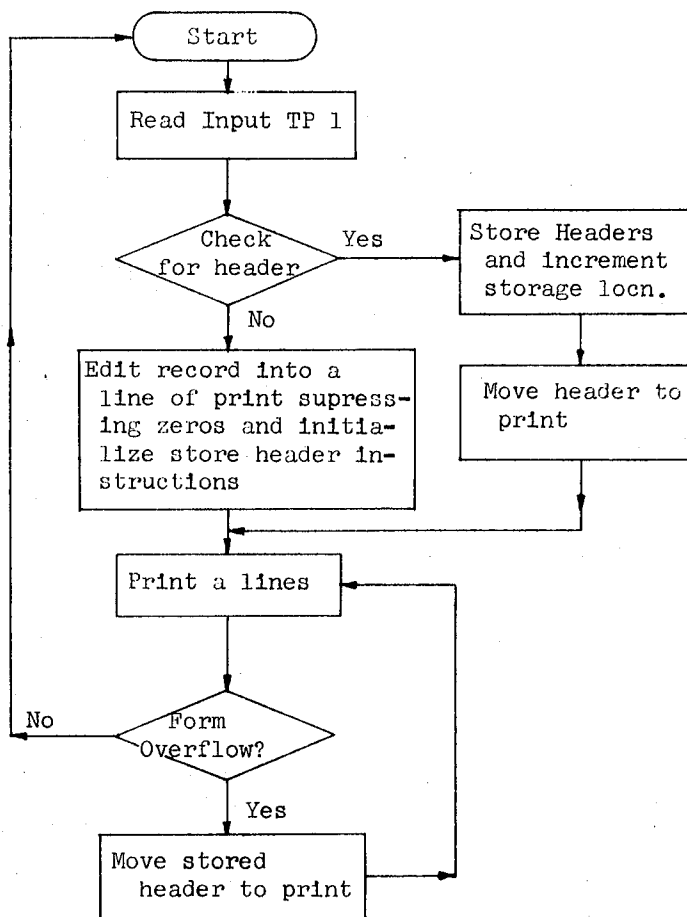 Start
Read Input TP 1
Check
for header
Yes
Store Headers
and increment
storage locn.
No
Edit record into a
line of print supress-
ing zeros and initia-
lize store header in-
structions
Move header to
print
Print a lines
No
Form
Overflow?
Yes
Move stored
header to print